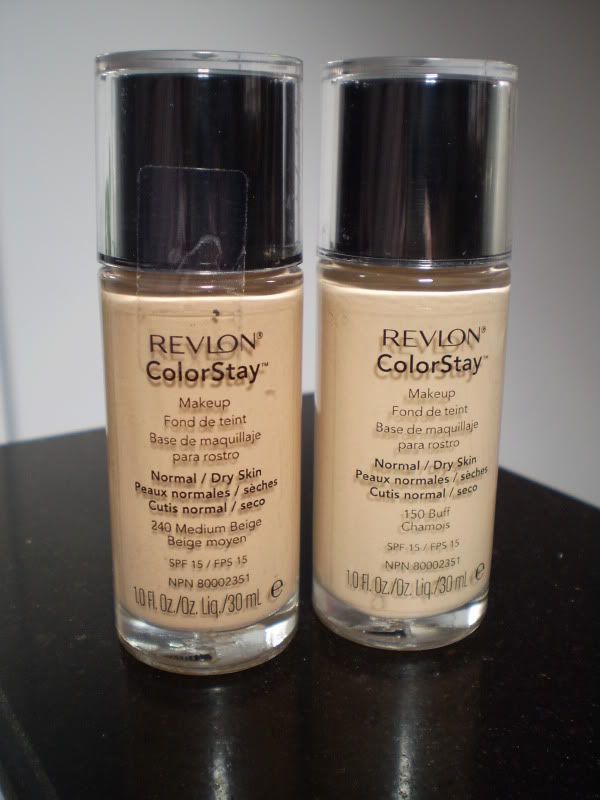 REVLON®
ColorStay™
Makeup
Fond de teint
Base de maquillaje
para rostro
Normal / Dry Skin
Peaux normales / sèches
Cutis normal / seco
240 Medium Beige
Beige moyen
SPF 15 / FPS 15
NPN 80002351
1.0 Fl. Oz./Oz. Liq./30 mL e
REVLON®
ColorStay™
Makeup
Fond de teint
Base de maquillaje
para rostro
Normal / Dry Skin
Peaux normales / sèches
Cutis normal / seco
150 Buff
Chamois
SPF 15 / FPS 15
NPN 80002351
1.0 Fl. Oz./Oz. Liq./30 mL e